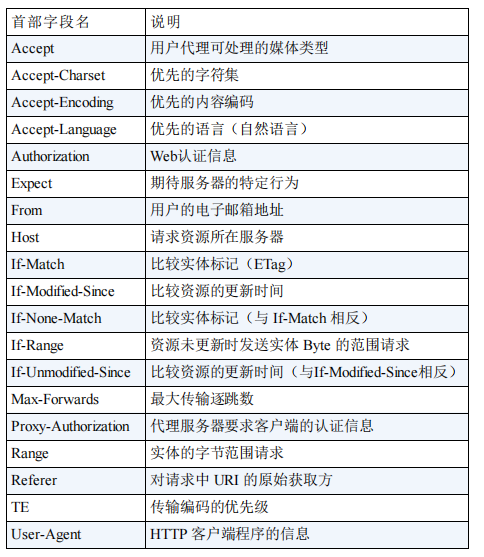 首部字段名 说明
Accept 用户代理可处理的媒体类型
Accept-Charset 优先的字符集
Accept-Encoding 优先的内容编码
Accept-Language 优先的语言（自然语言）
Authorization Web认证信息
Expect 期待服务器的特定行为
From 用户的电子邮箱地址
Host 请求资源所在服务器
If-Match 比较实体标记（ETag）
If-Modified-Since 比较资源的更新时间
If-None-Match 比较实体标记（与 If-Match 相反）
If-Range 资源未更新时发送实体 Byte 的范围请求
If-Unmodified-Since 比较资源的更新时间（与If-Modified-Since相反）
Max-Forwards 最大传输逐跳数
Proxy-Authorization 代理服务器要求客户端的认证信息
Range 实体的字节范围请求
Referer 对请求中 URI 的原始获取方
TE 传输编码的优先级
User-Agent HTTP 客户端程序的信息